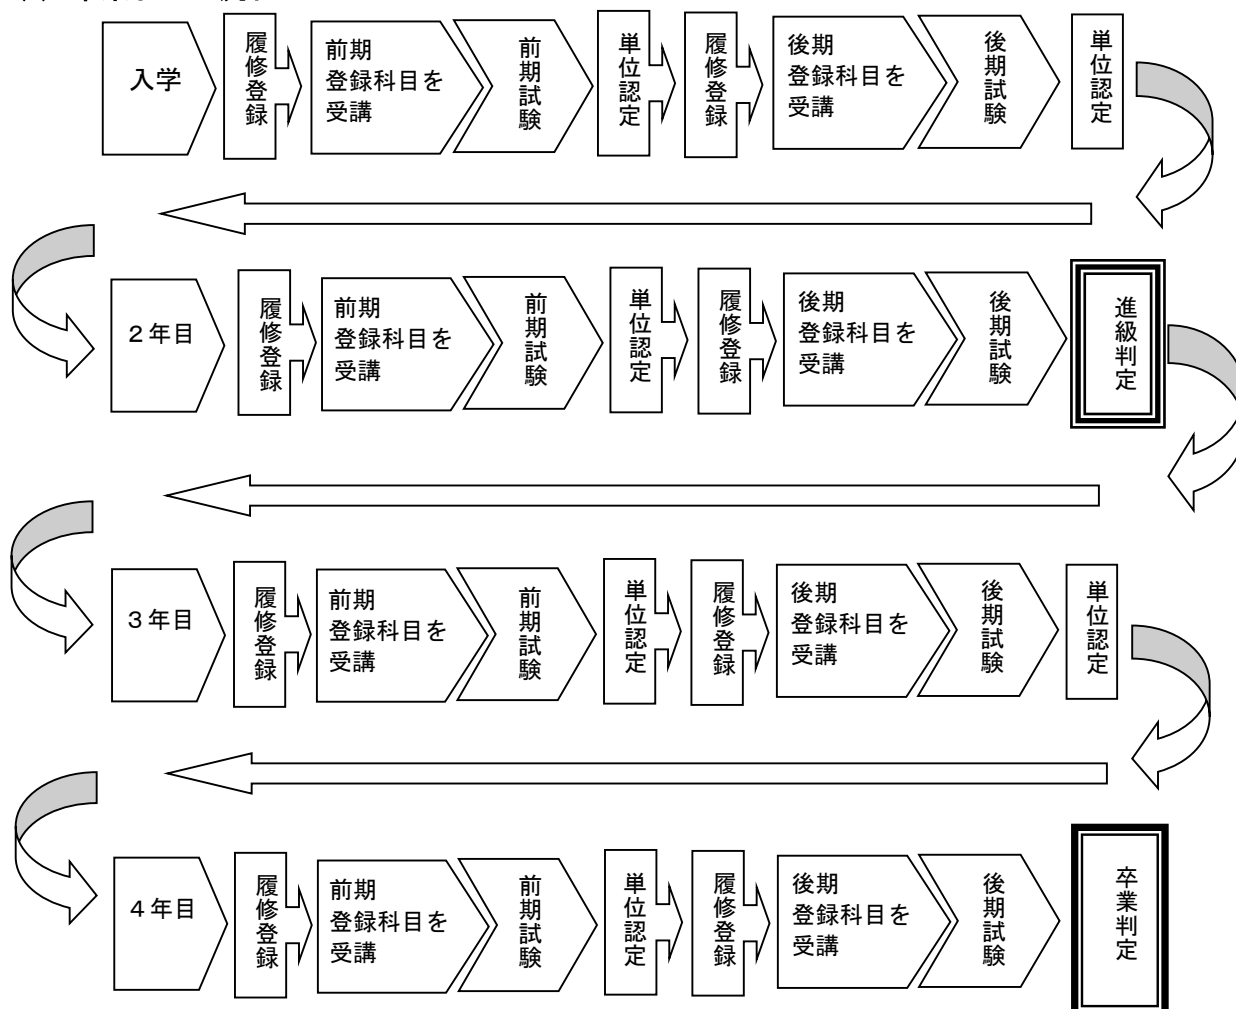 入学
履修登録
前期
登録科目を
受講
前期試験
単位認定
履修登録
後期
登録科目を
受講
後期試験
単位認定
2年目
履修登録
前期
登録科目を
受講
前期試験
単位認定
履修登録
後期
登録科目を
受講
後期試験
進級判定
3年目
履修登録
前期
登録科目を
受講
前期試験
単位認定
履修登録
後期
登録科目を
受講
後期試験
単位認定
4年目
履修登録
前期
登録科目を
受講
前期試験
単位認定
履修登録
後期
登録科目を
受講
後期試験
卒業判定